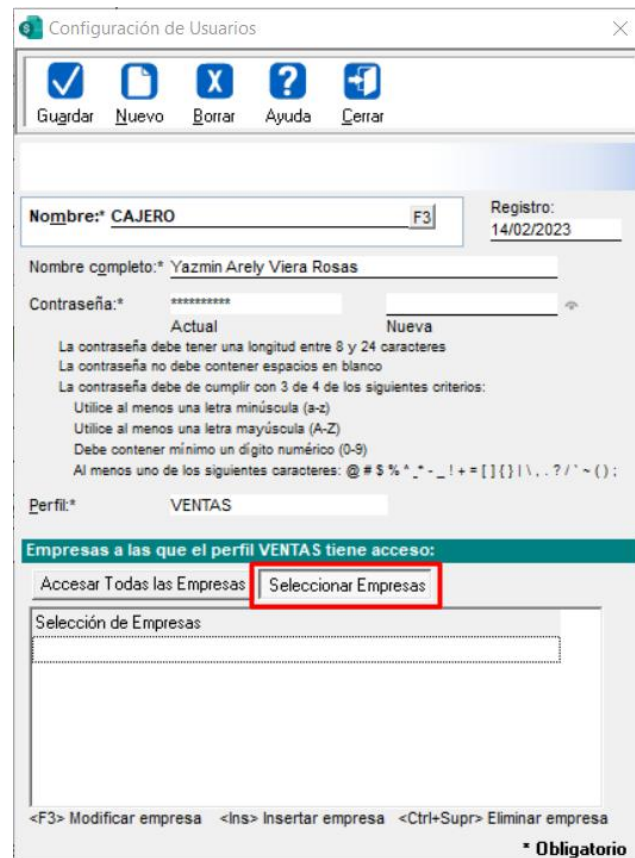 Configuración de Usuarios
Guardar Nuevo Borrar Ayuda Cerrar
Nombre:* CAJERO F3 Registro:
14/02/2023
Nombre completo:* Yazmin Arely Viera Rosas
Contraseña:* **********
Actual Nueva
La contraseña debe tener una longitud entre 8 y 24 caracteres
La contraseña no debe contener espacios en blanco
La contraseña debe de cumplir con 3 de 4 de los siguientes criterios:
Utilice al menos una letra minúscula (a-z)
Utilice al menos una letra mayúscula (A-Z)
Debe contener mínimo un dígito numérico (0-9)
Al menos uno de los siguientes caracteres: @ # $ % ^ .* - _ ! + = [ ] { } | \ , . ? / ` ~ ( ) ;
Perfil:* VENTAS
Empresas a las que el perfil VENTAS tiene acceso:
Accesar Todas las Empresas Seleccionar Empresas
Selección de Empresas
<F3> Modificar empresa <Ins> Insertar empresa <Ctrl+Supr> Eliminar empresa
* Obligatorio